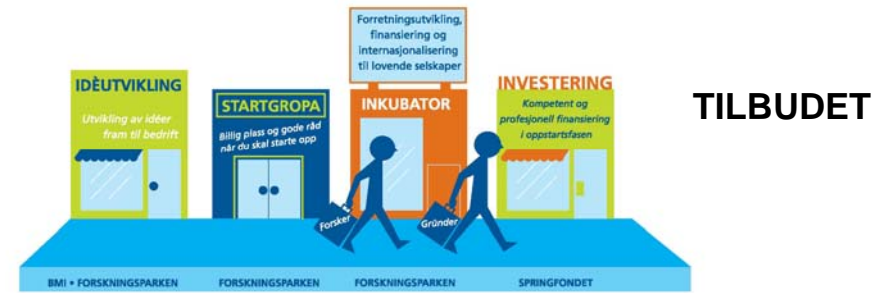 Forretningsutvikling,
finansiering og
internasjonalisering
til lovende selskaper
IDÈUTVIKLING
Utvikling av idéer
fram til bedrift
STARTGROPA
Billig plass og gode råd
når du skal starte opp
INKUBATOR
INVESTERING
Kompetent og
profesjonell finansiering
i oppstartsfasen
TILBUDET
Forsker
Gründer
BMI • FORSKNINGSPARKEN
FORSKNINGSPARKEN
FORSKNINGSPARKEN
SPRINGFONDET